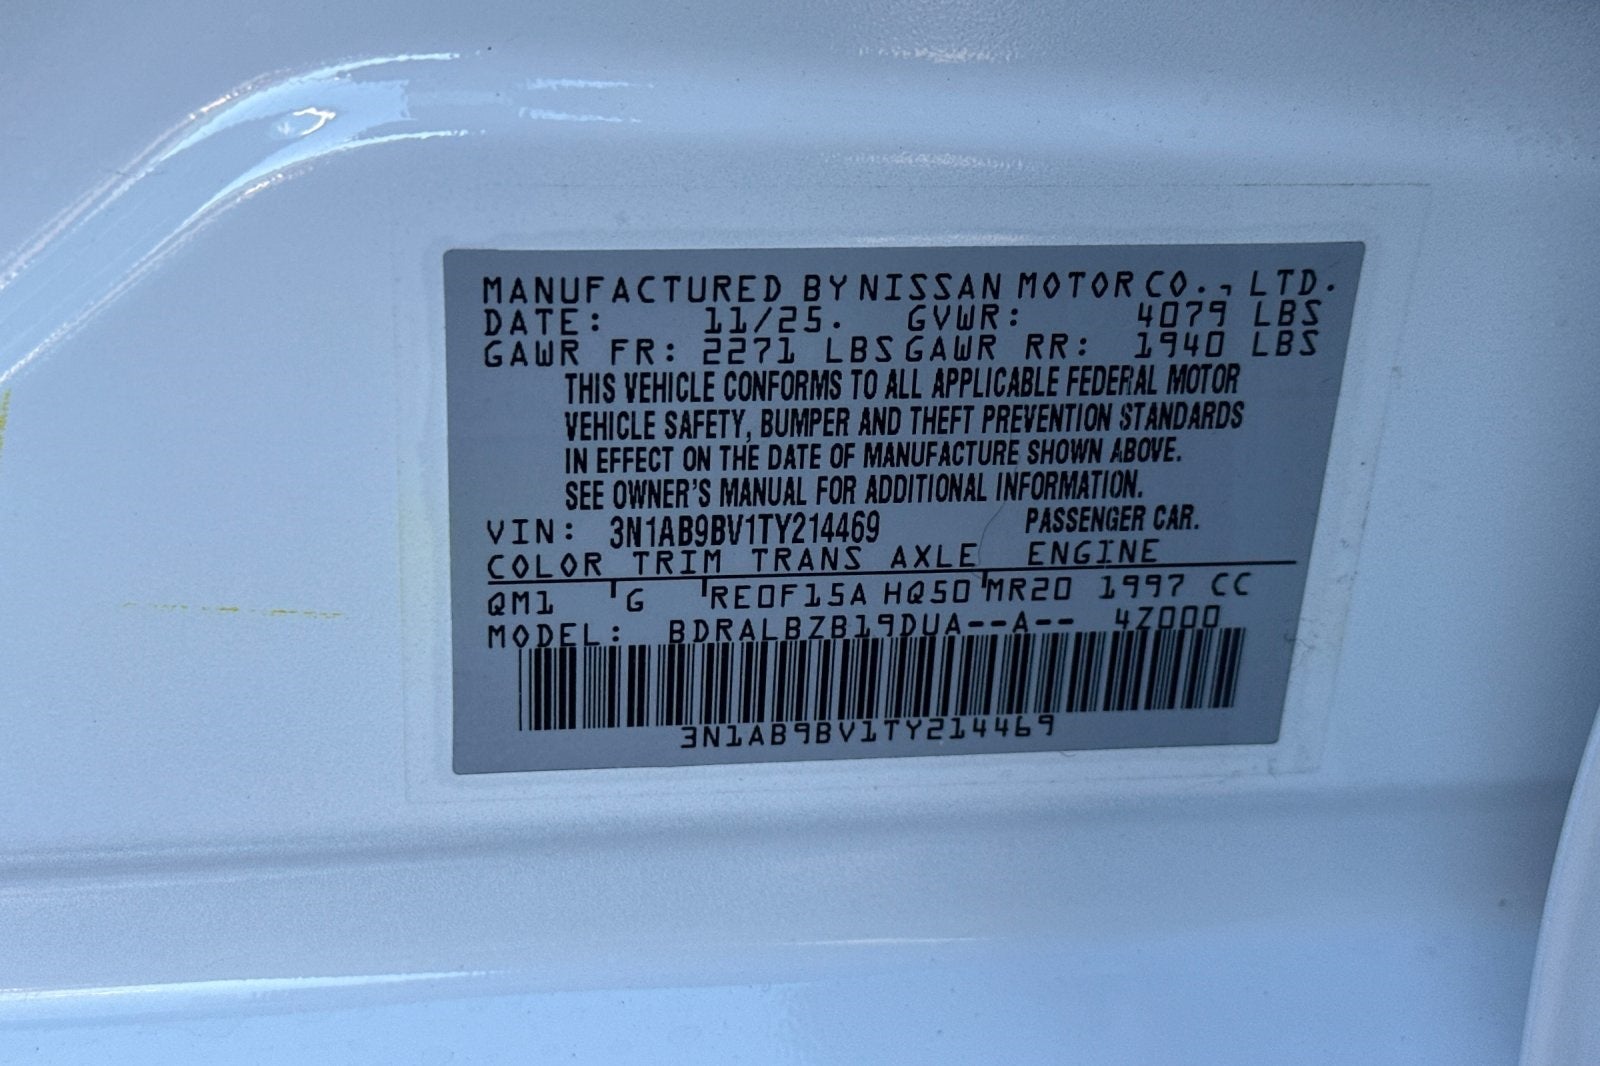 MANUFACTURED BY NISSAN MOTOR CO., LTD.
DATE: 11/25. GVWR: 4079 LBS
GAWR FR: 2271 LBS GAWR RR: 1940 LBS
THIS VEHICLE CONFORMS TO ALL APPLICABLE FEDERAL MOTOR
VEHICLE SAFETY, BUMPER AND THEFT PREVENTION STANDARDS
IN EFFECT ON THE DATE OF MANUFACTURE SHOWN ABOVE.
SEE OWNER'S MANUAL FOR ADDITIONAL INFORMATION.
VIN: 3N1AB9BV1TY214469 PASSENGER CAR.
COLOR TRIM TRANS AXLE ENGINE
QM1 G RE0F15A HQ50 MR20 1997 CC
MODEL: BDRALBZB19DUA--A-- 4Z000
3N1AB9BV1TY214469